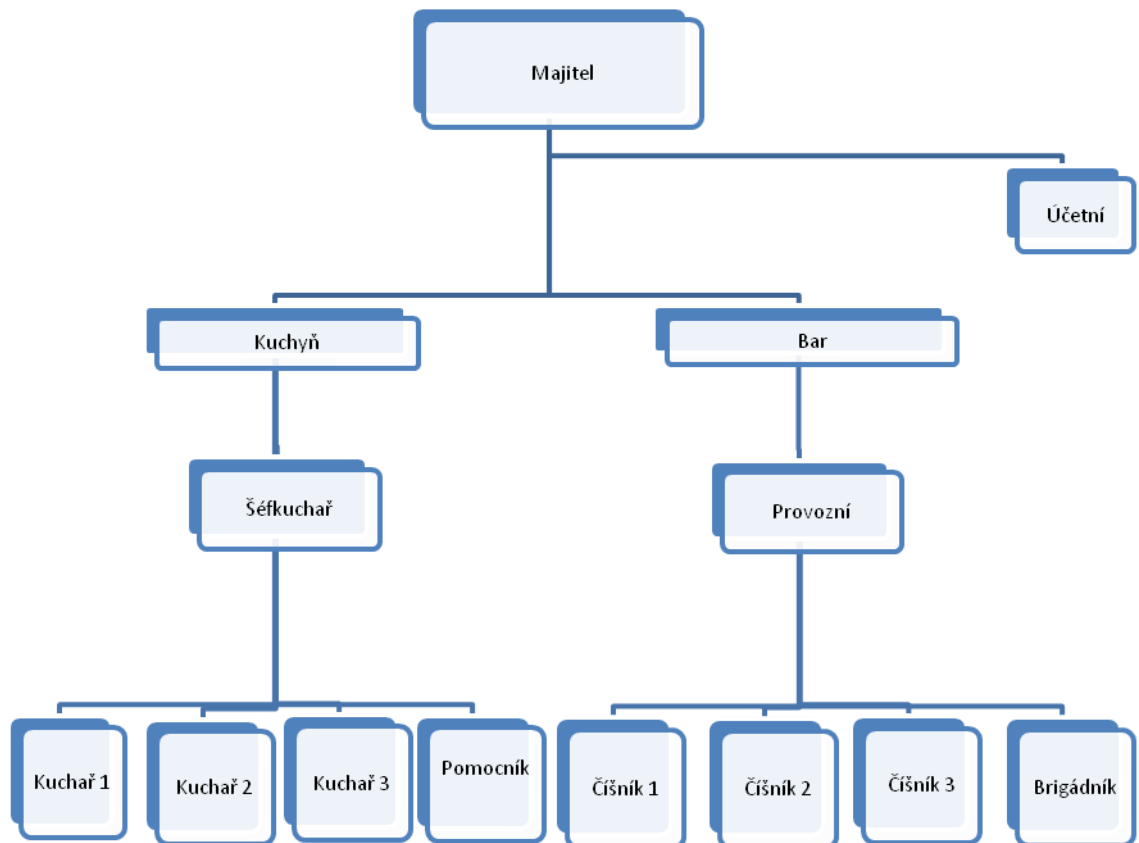 Majitel
Účetní
Kuchyň
Bar
Šéfkuchař
Provozní
Kuchař 1
Kuchař 2
Kuchař 3
Pomocník
Číšník 1
Číšník 2
Číšník 3
Brigádník